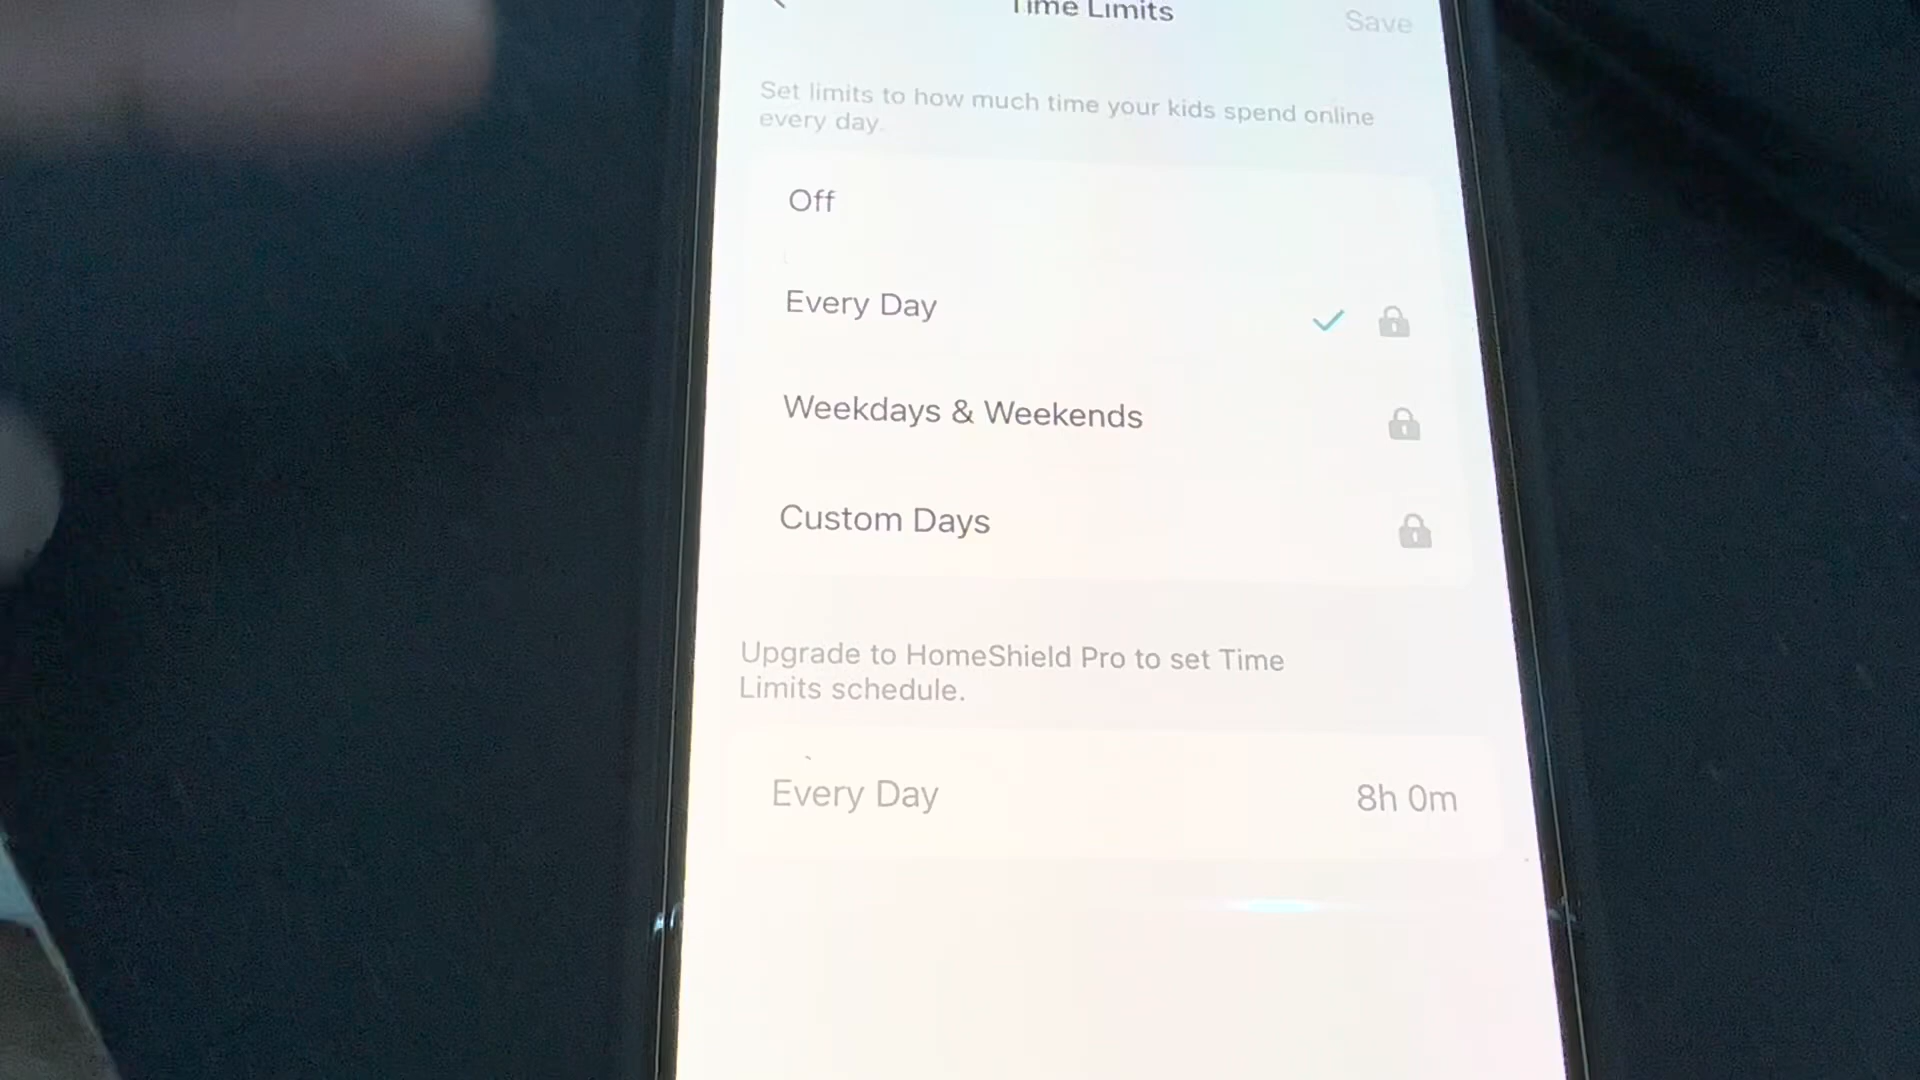 Time Limits
Save
Set limits to how much time your kids spend online
every day.
Off
Every Day
Weekdays & Weekends
Custom Days
Upgrade to HomeShield Pro to set Time
Limits schedule.
Every Day
8h 0m